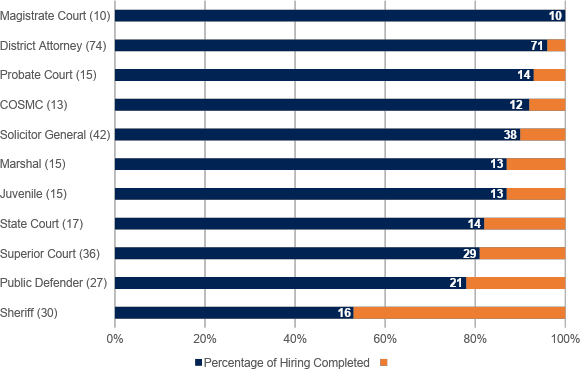 Magistrate Court (10) 10
District Attorney (74) 71
Probate Court (15) 14
COSMC (13) 12
Solicitor General (42) 38
Marshal (15) 13
Juvenile (15) 13
State Court (17) 14
Superior Court (36) 29
Public Defender (27) 21
Sheriff (30) 16
0% 20% 40% 60% 80% 100%
Percentage of Hiring Completed